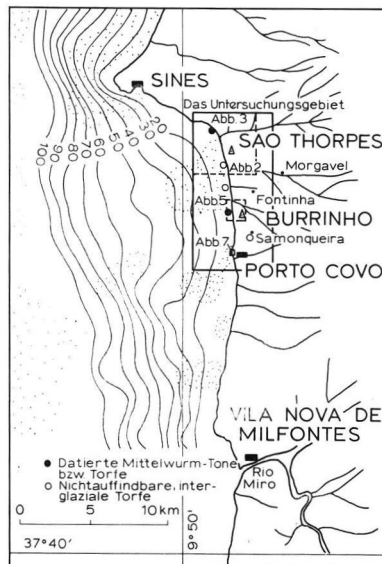 SINES
Das Untersuchungsgebiet
Abb. 3
SAO THORPES
100 90 80 70 60 50 40 30 20
Abb. 2
Morgavel
Abb. 5
Fontinha
BURRINHO
Samonqueira
Abb. 7
PORTO COVO
VILA NOVA DE
MILFONTES
Rio
Miro
Datierte Mittelwurm-Tone
bzw. Torfe
Nichtauffindbare, inter-
glaziale Torfe
0 5 10 km
37°40'
9°50'